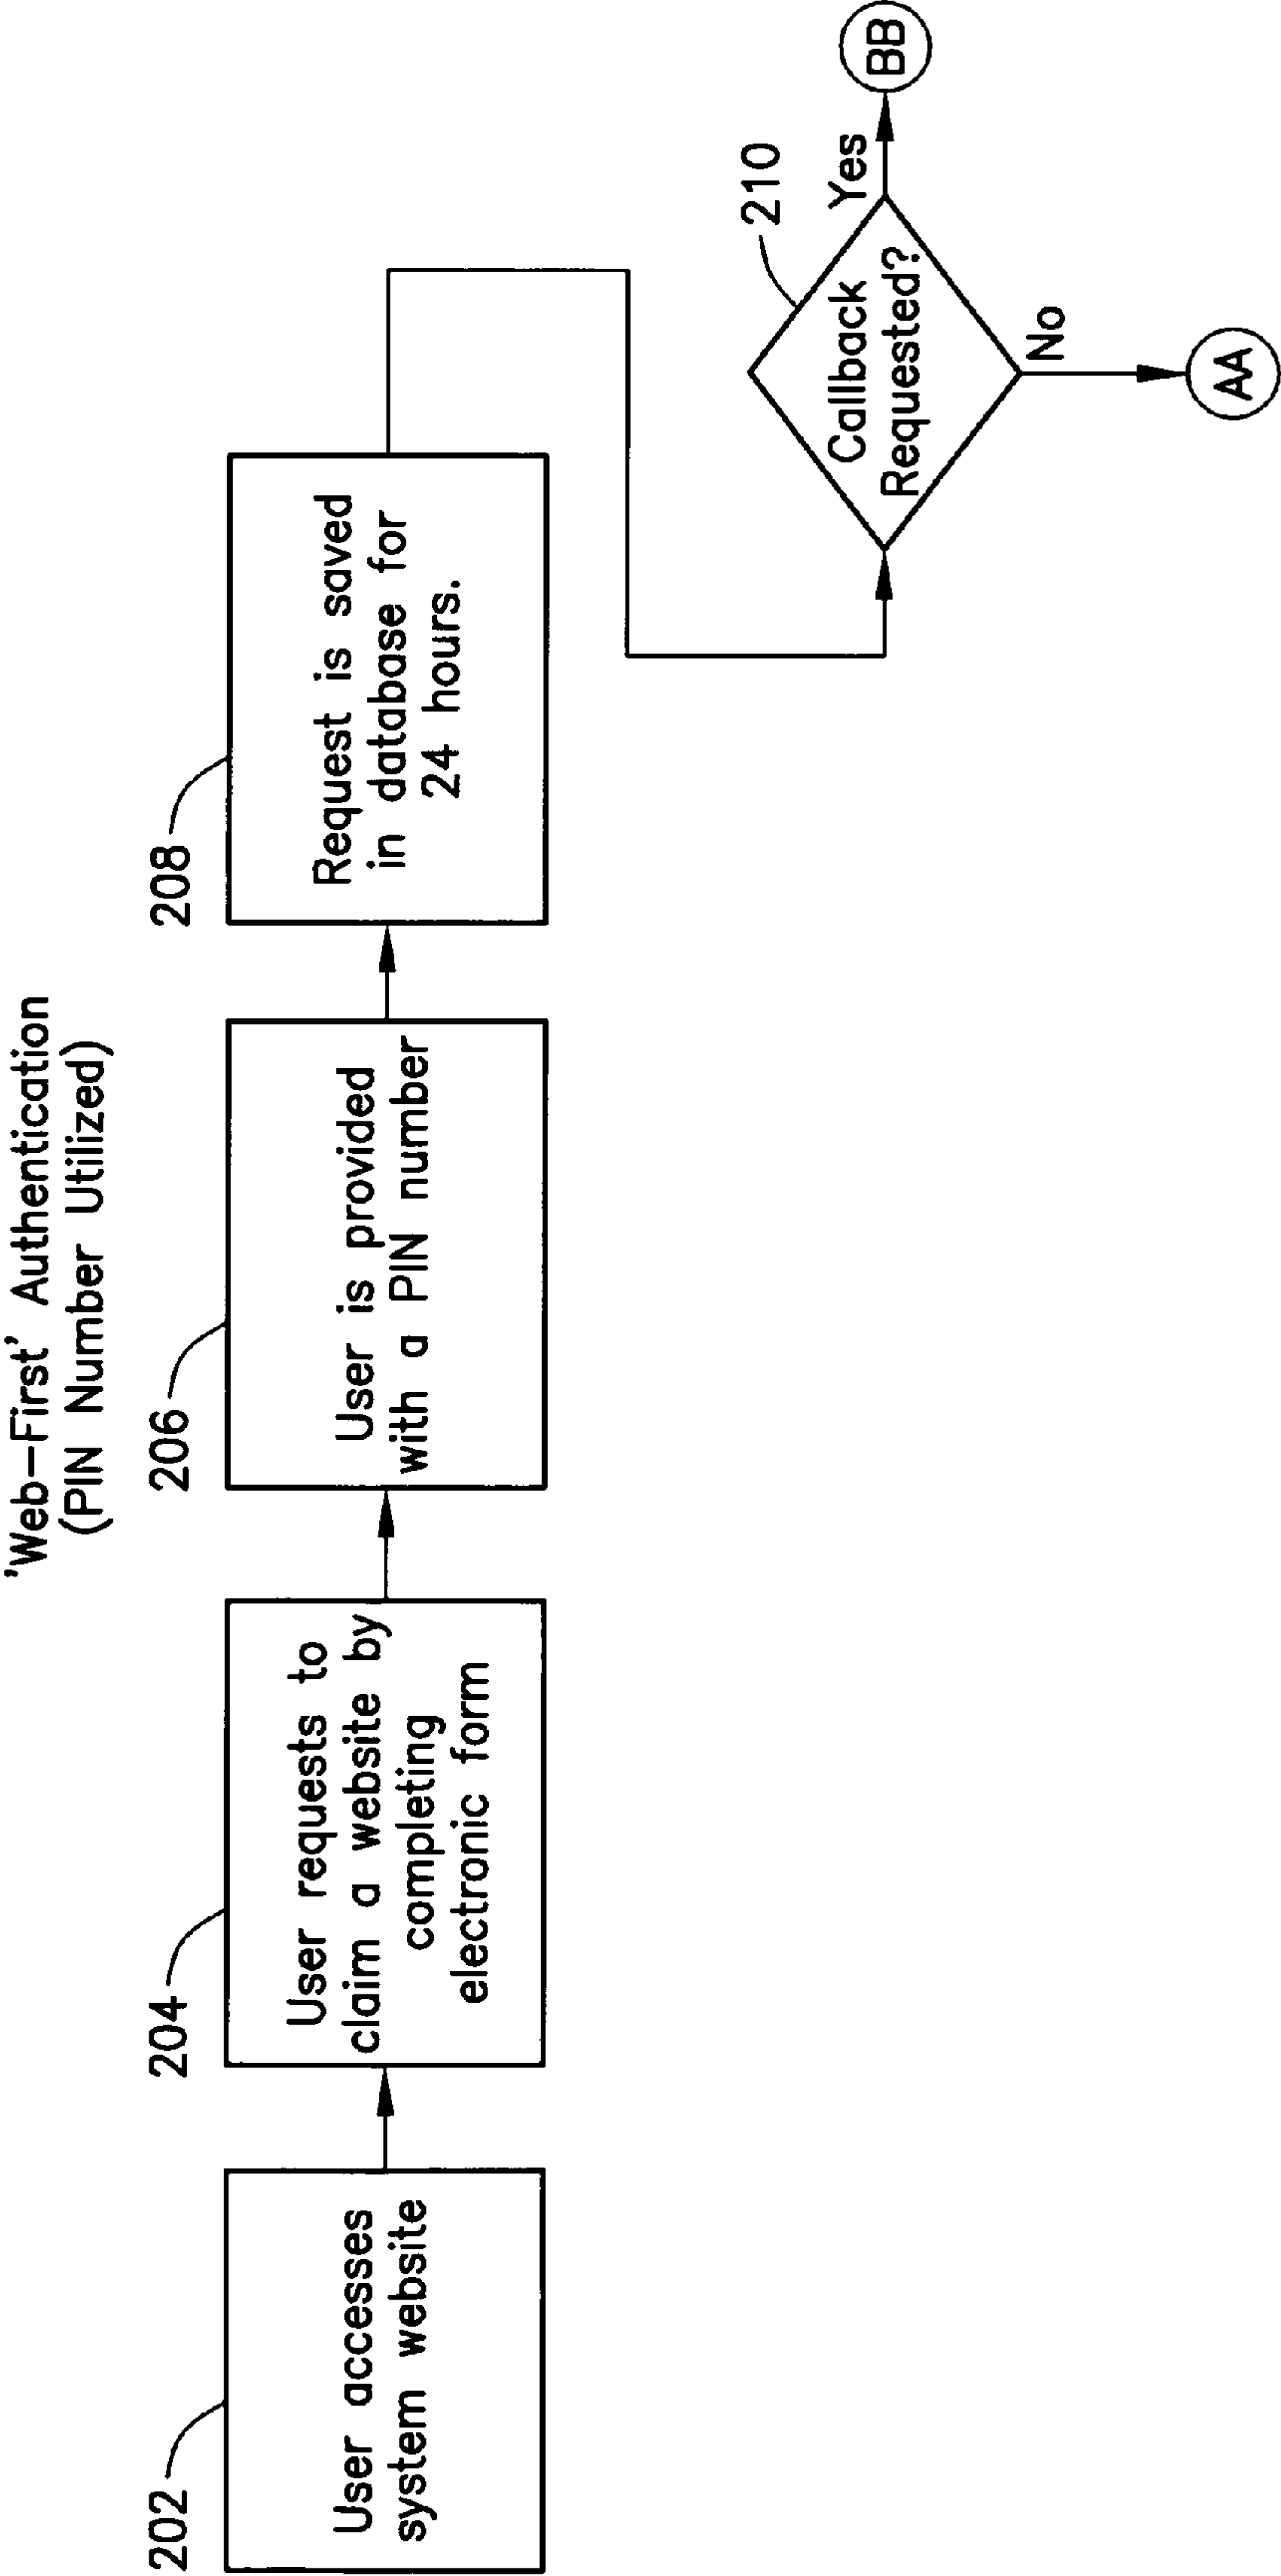 'Web-First' Authentication
(PIN Number Utilized)
202
User accesses
system website
204
User requests to
claim a website by
completing
electronic form
206
User is provided
with a PIN number
208
Request is saved
in database for
24 hours.
210
Callback
Requested?
Yes
BB
No
AA